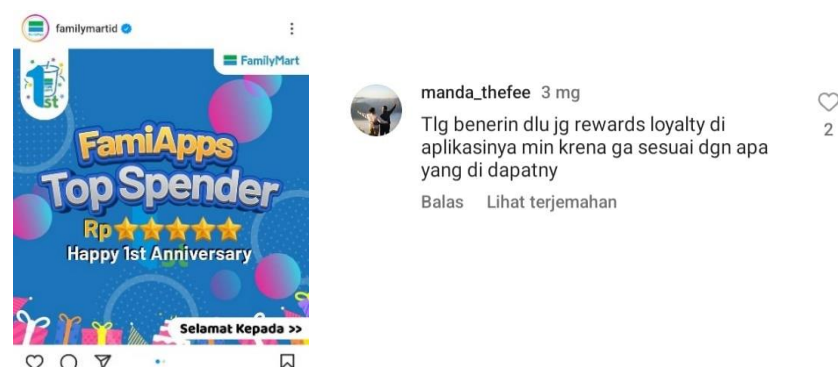 familymartid
FamilyMart
1st
FamiApps
Top Spender
Rp
Happy 1st Anniversary
Selamat Kepada >>
manda_thefee 3 mg
Tlg benerin dlu jg rewards loyalty di
aplikasinya min krena ga sesuai dgn apa
yang di dapatny
Balas Lihat terjemahan
2